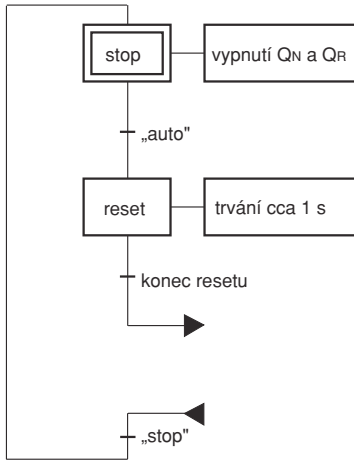 stop
vypnutí QN a QR
„auto"
reset
trvání cca 1 s
konec resetu
„stop"